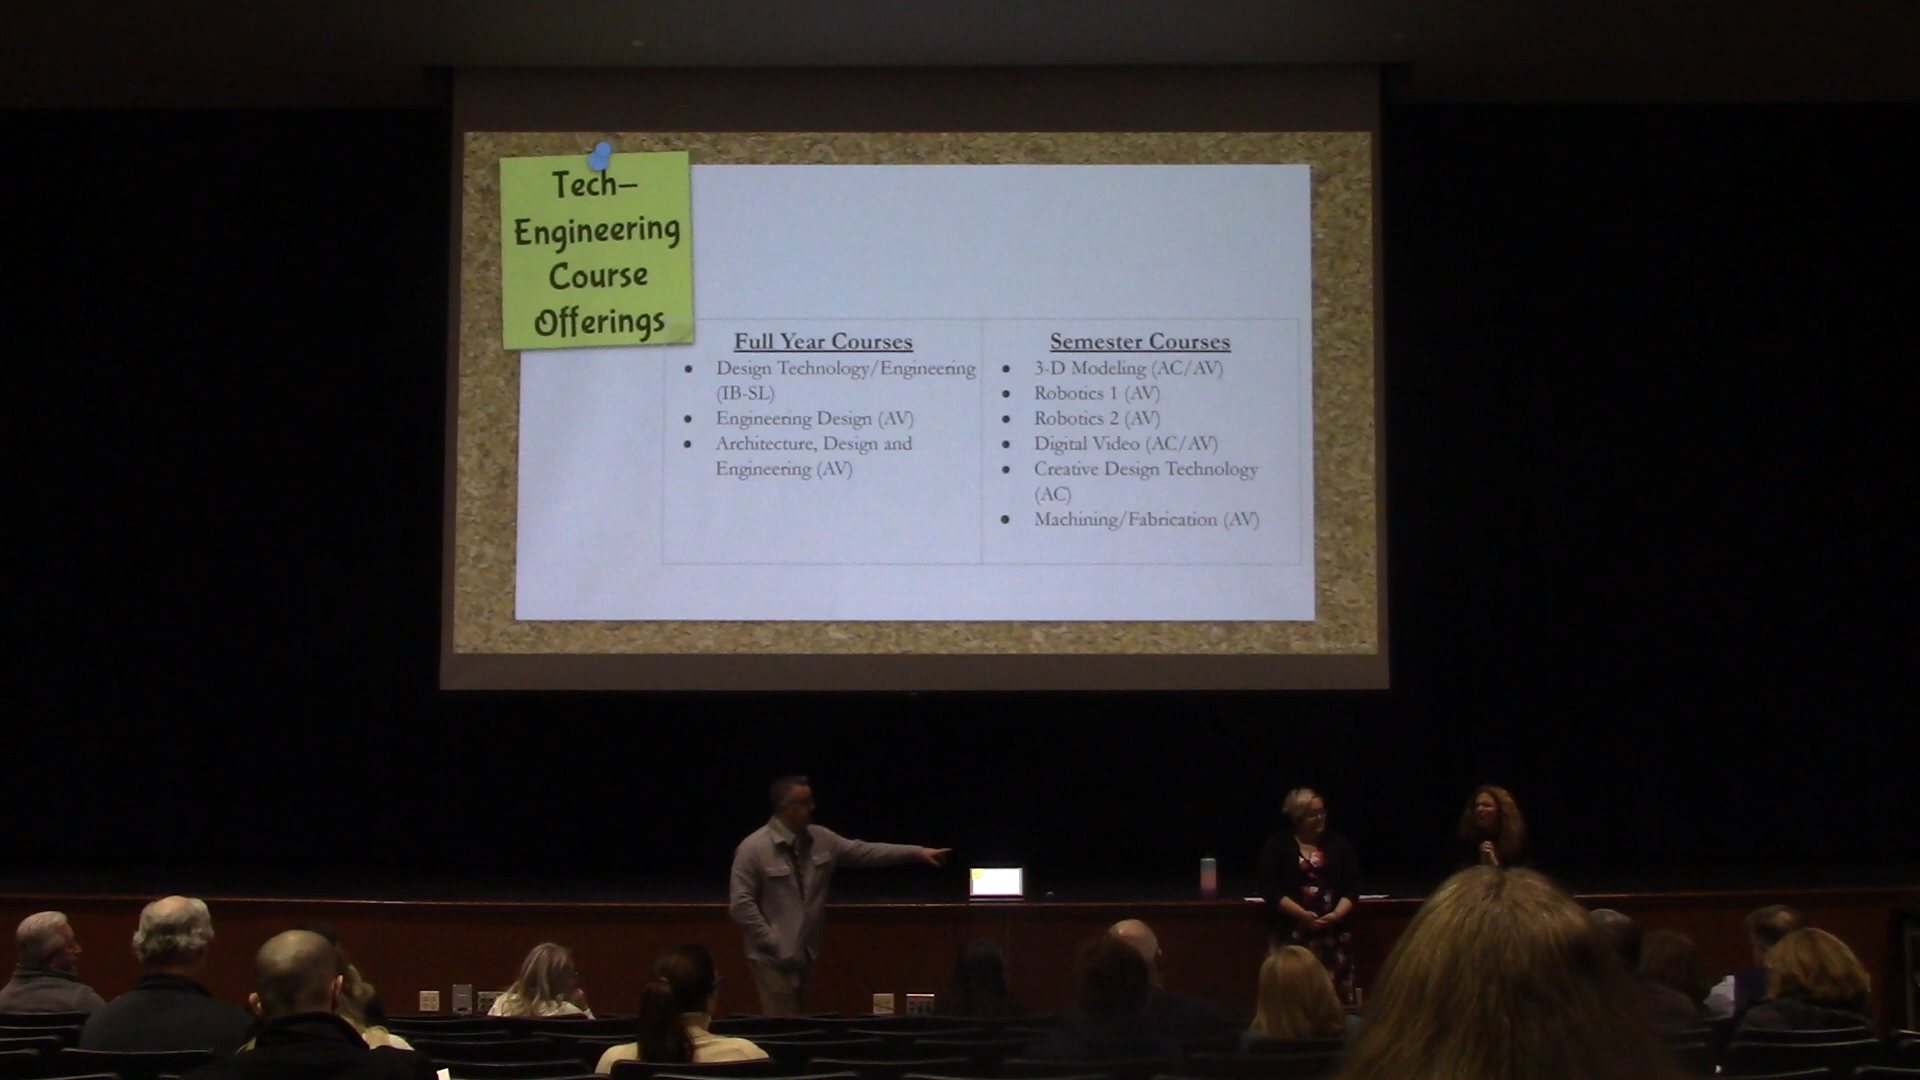 Tech–
Engineering
Course
Offerings
Full Year Courses
Design Technology/Engineering
(IB-SL)
Engineering Design (AV)
Architecture, Design and
Engineering (AV)
Semester Courses
3-D Modeling (AC/AV)
Robotics 1 (AV)
Robotics 2 (AV)
Digital Video (AC/AV)
Creative Design Technology
(AC)
Machining/Fabrication (AV)